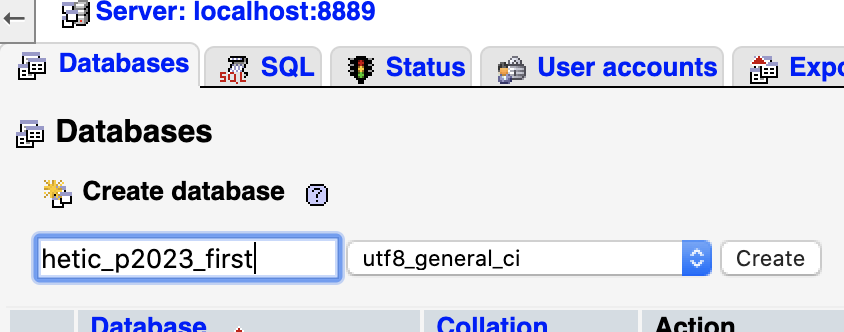 Server: localhost:8889
Databases SQL Status User accounts Expo
Databases
Create database
hetic_p2023_first utf8_general_ci Create
Database Collation Action